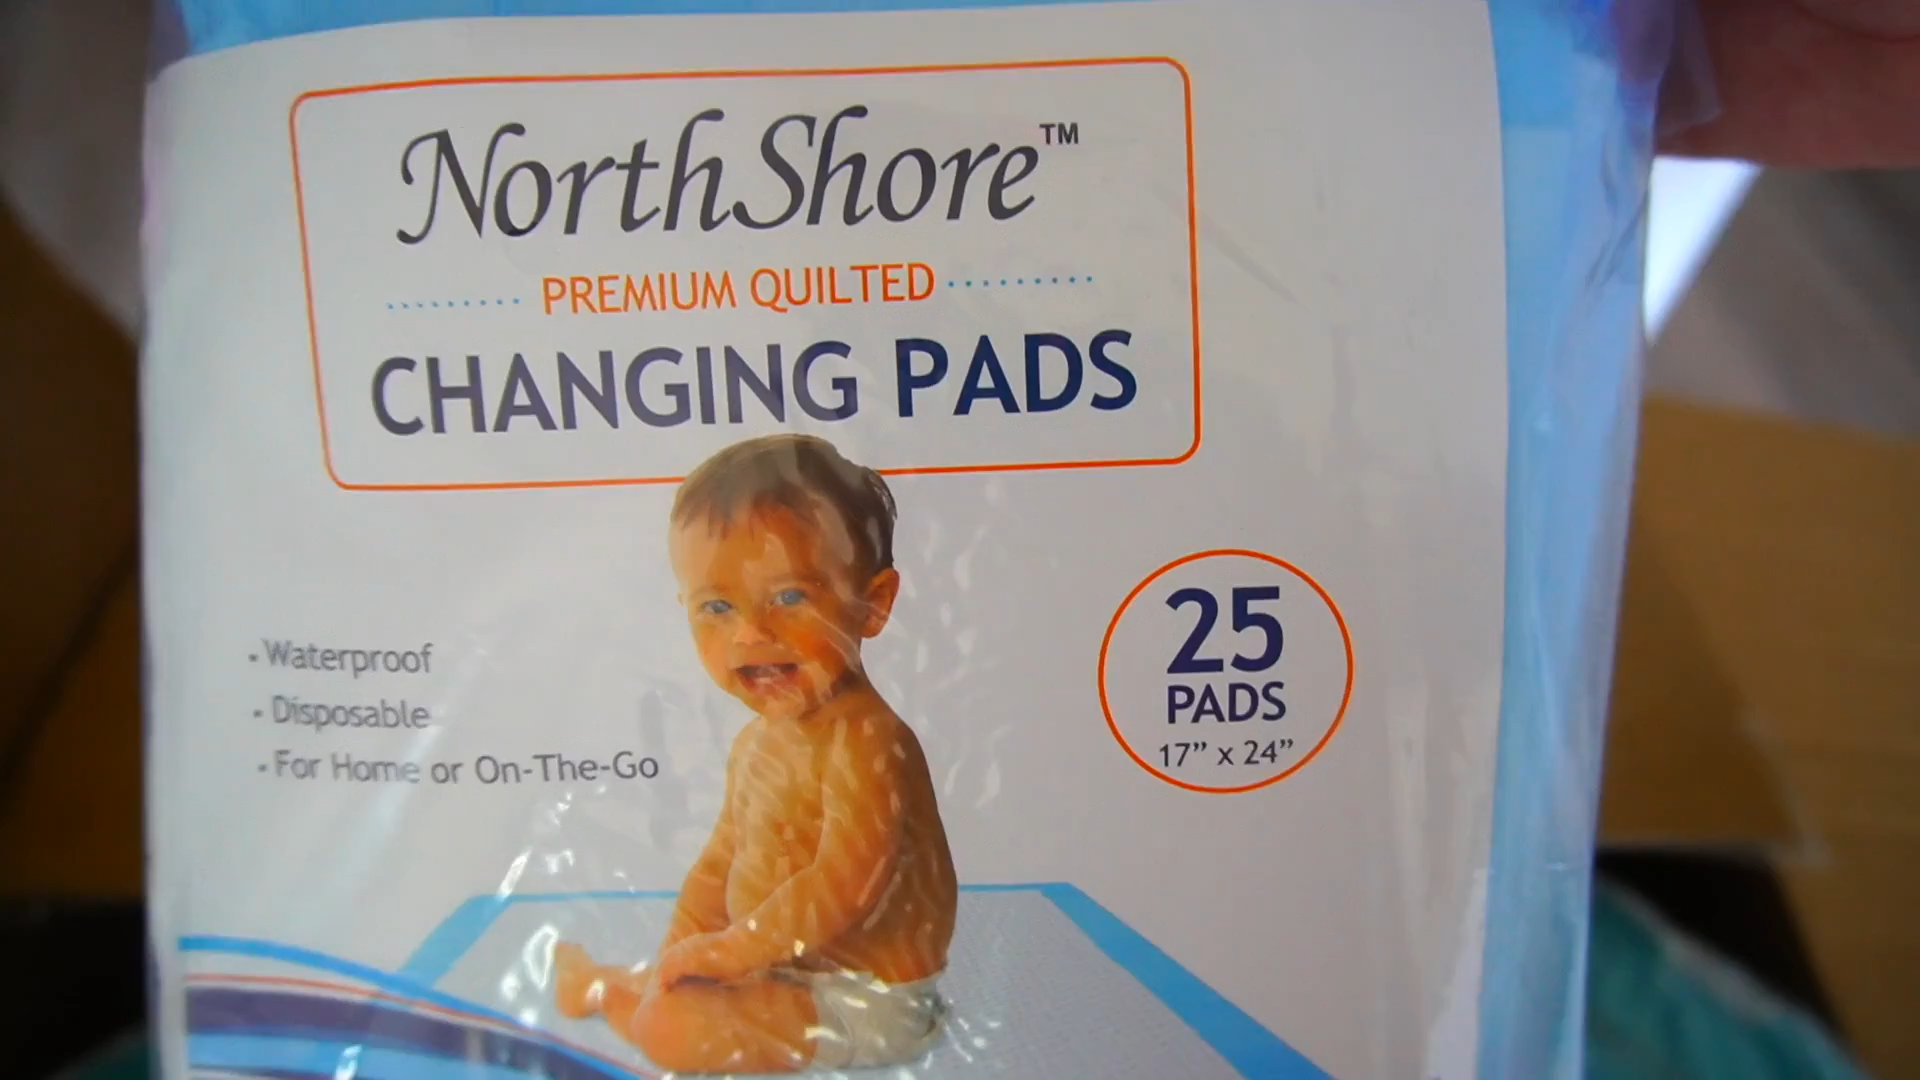 NorthShore™
PREMIUM QUILTED
CHANGING PADS
• Waterproof
• Disposable
• For Home or On-The-Go
25
PADS
17” x 24”